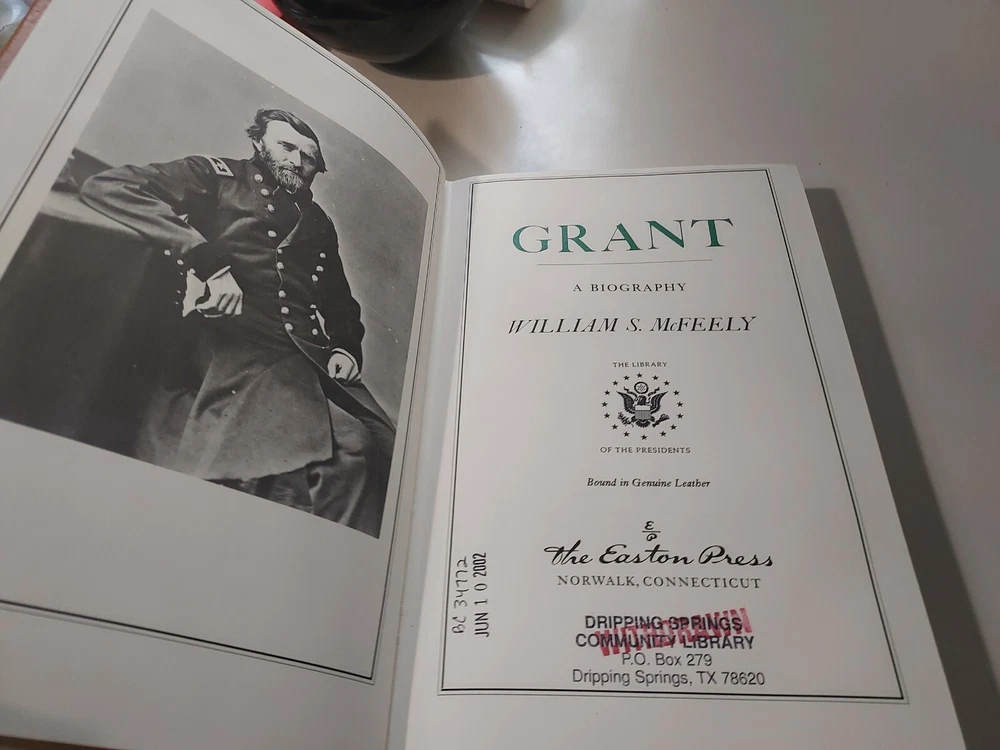 GRANT
A BIOGRAPHY
WILLIAM S. McFEELY
THE LIBRARY
OF THE PRESIDENTS
Bound in Genuine Leather
E
P
The Easton Press
NORWALK, CONNECTICUT
BC 34772
JUN 10 2002
WITHDRAWN
DRIPPING SPRINGS
COMMUNITY LIBRARY
P.O. Box 279
Dripping Springs, TX 78620